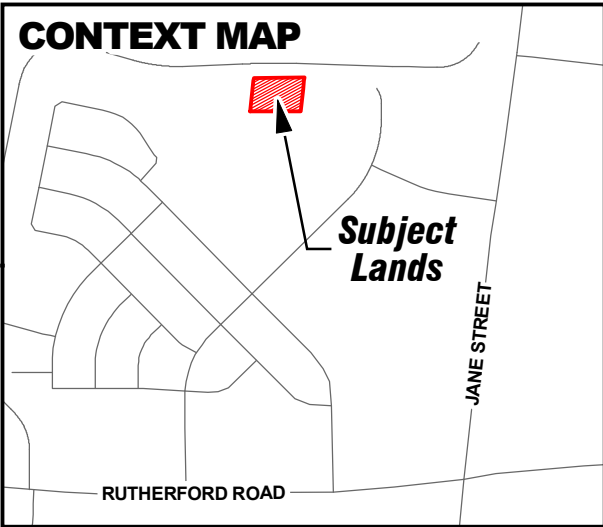 CONTEXT MAP
Subject
Lands
JANE STREET
RUTHERFORD ROAD